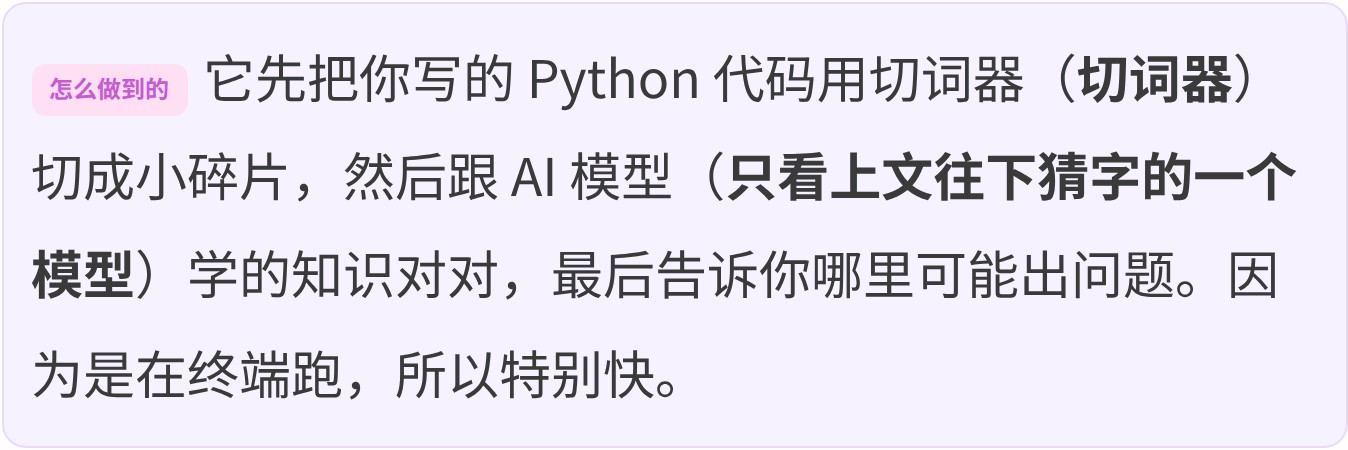 怎么做到的 它先把你写的 Python 代码用切词器（切词器）
切成小碎片，然后跟 AI 模型（只看上文往下猜字的一个
模型）学的知识对对，最后告诉你哪里可能出问题。因
为是在终端跑，所以特别快。